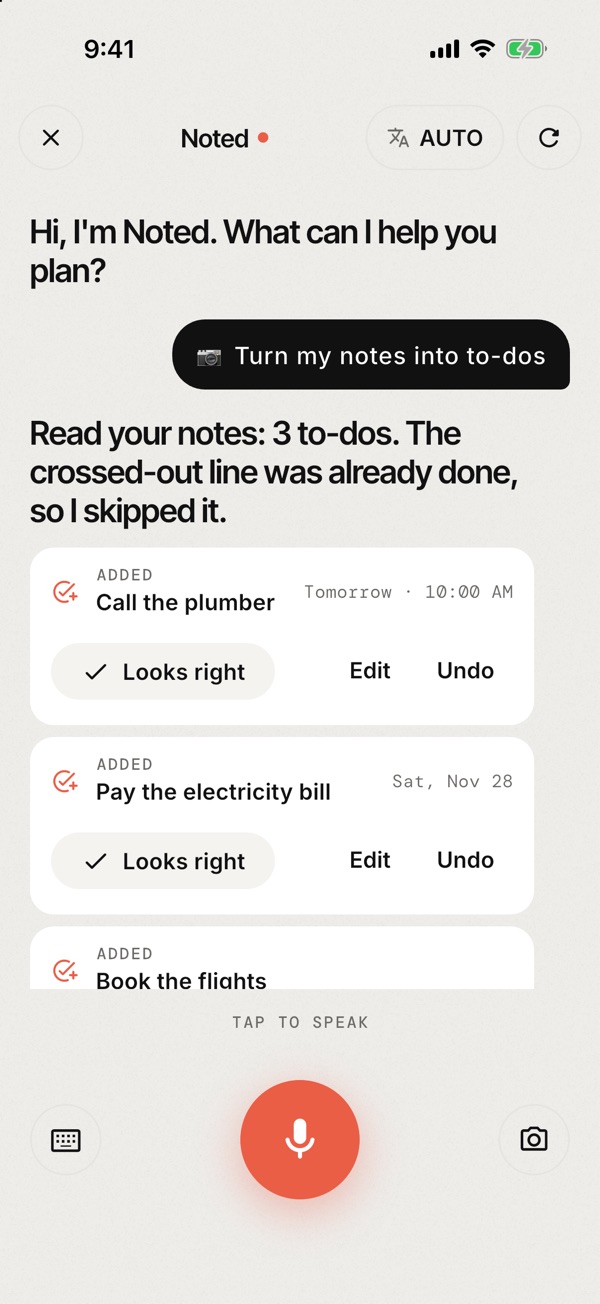 9:41
Noted
AUTO
Hi, I'm Noted. What can I help you
plan?
📷 Turn my notes into to-dos
Read your notes: 3 to-dos. The
crossed-out line was already done,
so I skipped it.
ADDED
Call the plumber
Tomorrow · 10:00 AM
Looks right
Edit
Undo
ADDED
Pay the electricity bill
Sat, Nov 28
Looks right
Edit
Undo
ADDED
Book the flights
TAP TO SPEAK